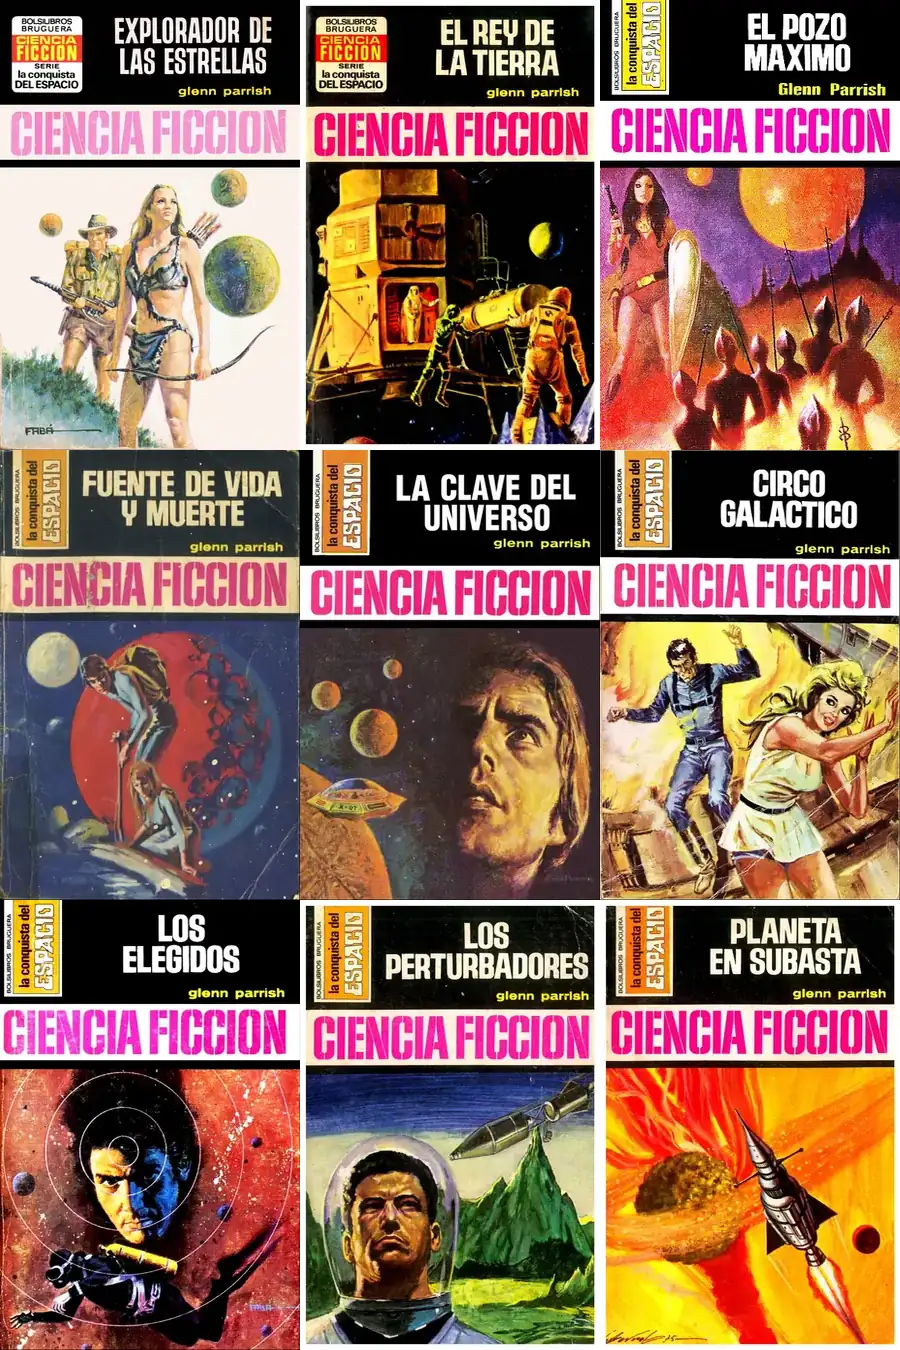 BOLSILIBROS
BRUGUERA
CIENCIA
FICCION
SERIE
la conquista
DEL ESPACIO
EXPLORADOR DE
LAS ESTRELLAS
glenn parrish
CIENCIA FICCION
FABÁ
BOLSILIBROS
BRUGUERA
CIENCIA
FICCION
SERIE
la conquista
DEL ESPACIO
EL REY DE
LA TIERRA
glenn parrish
CIENCIA FICCION
BOLSILIBROS BRUGUERA
la conquista del
ESPACIO
EL POZO
MAXIMO
Glenn Parrish
CIENCIA FICCION
BOLSILIBROS BRUGUERA
la conquista del
ESPACIO
FUENTE DE VIDA
Y MUERTE
glenn parrish
CIENCIA FICCION
BOLSILIBROS BRUGUERA
la conquista del
ESPACIO
LA CLAVE DEL
UNIVERSO
glenn parrish
CIENCIA FICCION
BOLSILIBROS BRUGUERA
la conquista del
ESPACIO
CIRCO
GALACTICO
glenn parrish
CIENCIA FICCION
BOLSILIBROS BRUGUERA
la conquista del
ESPACIO
LOS
ELEGIDOS
glenn parrish
CIENCIA FICCION
BOLSILIBROS BRUGUERA
la conquista del
ESPACIO
LOS
PERTURBADORES
glenn parrish
CIENCIA FICCION
BOLSILIBROS BRUGUERA
la conquista del
ESPACIO
PLANETA
EN SUBASTA
glenn parrish
CIENCIA FICCION